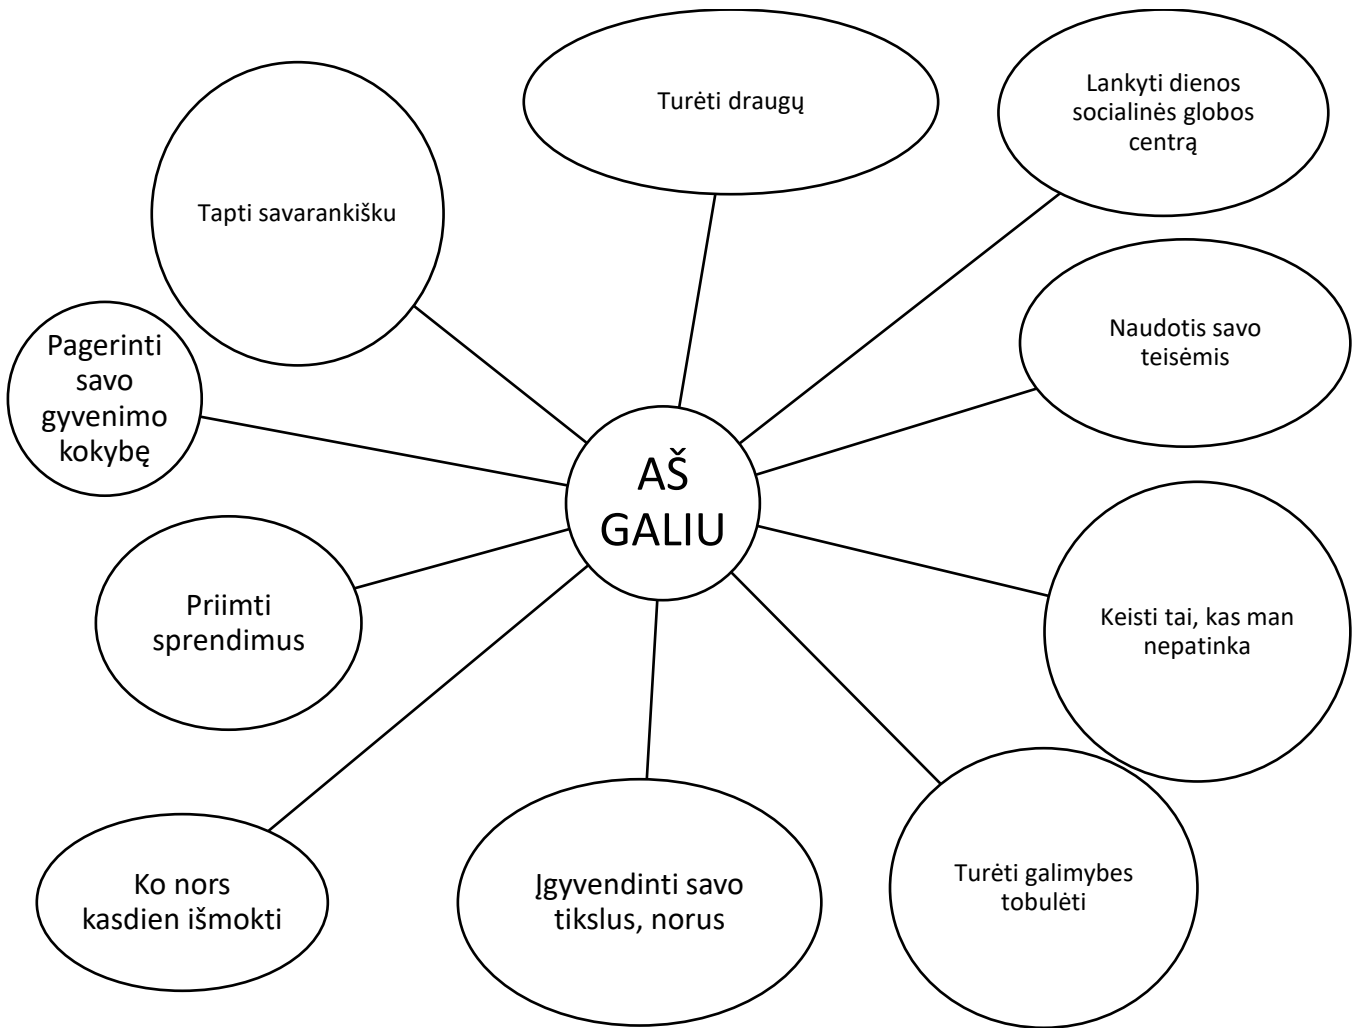 Turėti draugų
Lankyti dienos
socialinės globos
centrą
Tapti savarankišku
Naudotis savo
teisėmis
Pagerinti
savo
gyvenimo
kokybę
AŠ
GALIU
Priimti
sprendimus
Keisti tai, kas man
nepatinka
Ko nors
kasdien išmokti
Įgyvendinti savo
tikslus, norus
Turėti galimybes
tobulėti